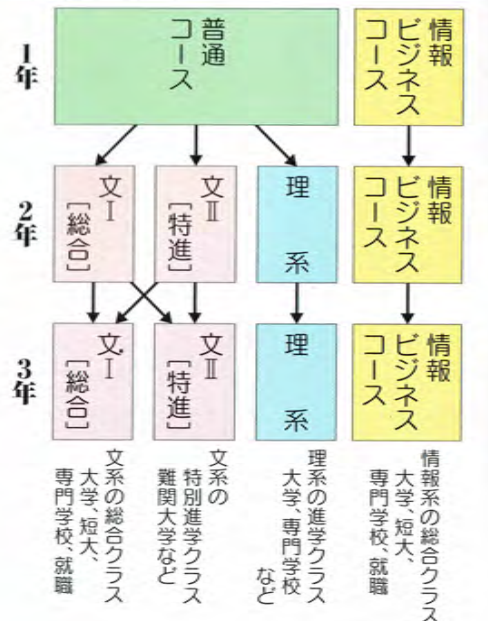 1年
普通
コース
情報
ビジネス
コース
2年
文Ⅰ
[総合]
文Ⅱ
[特進]
理系
情報
ビジネス
コース
3年
文Ⅰ
[総合]
文Ⅱ
[特進]
理系
情報
ビジネス
コース
文系の総合クラス
大学、短大、
専門学校、就職
文系の
特別進学クラス
難関大学など
理系の進学クラス
大学、専門学校
など
情報系の総合クラス
大学、短大、
専門学校、就職